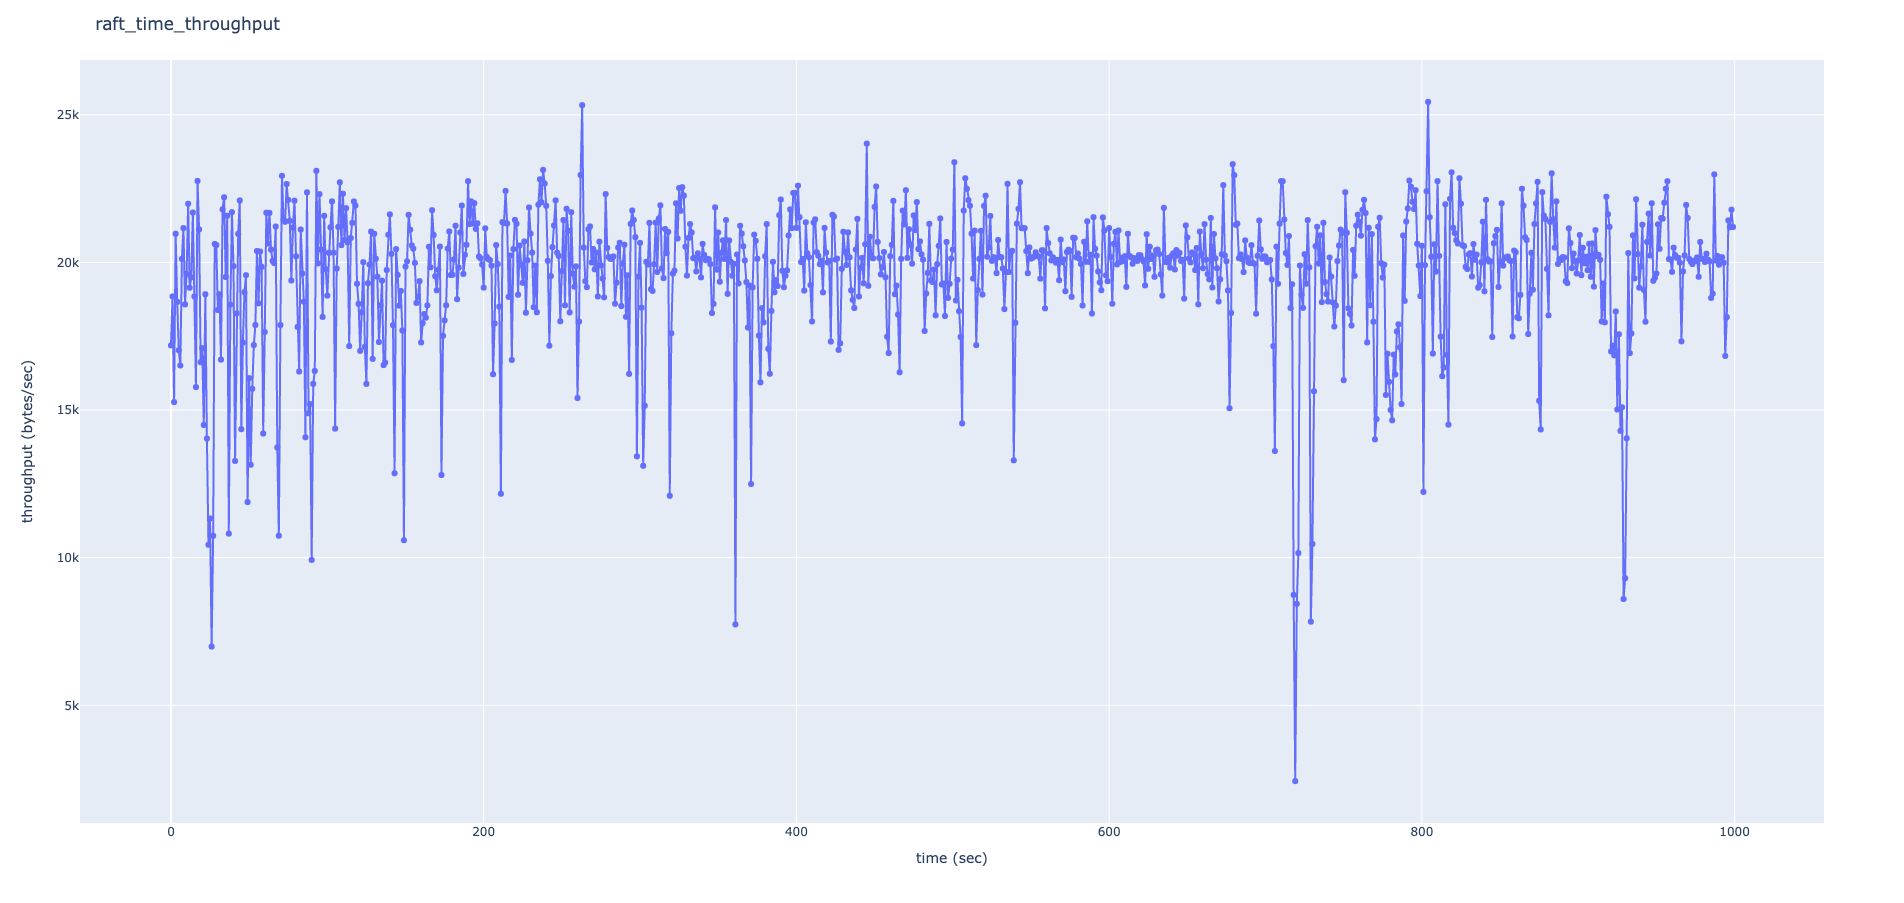 raft_time_throughput
25k
20k
15k
10k
5k
throughput (bytes/sec)
0 200 400 600 800 1000
time (sec)